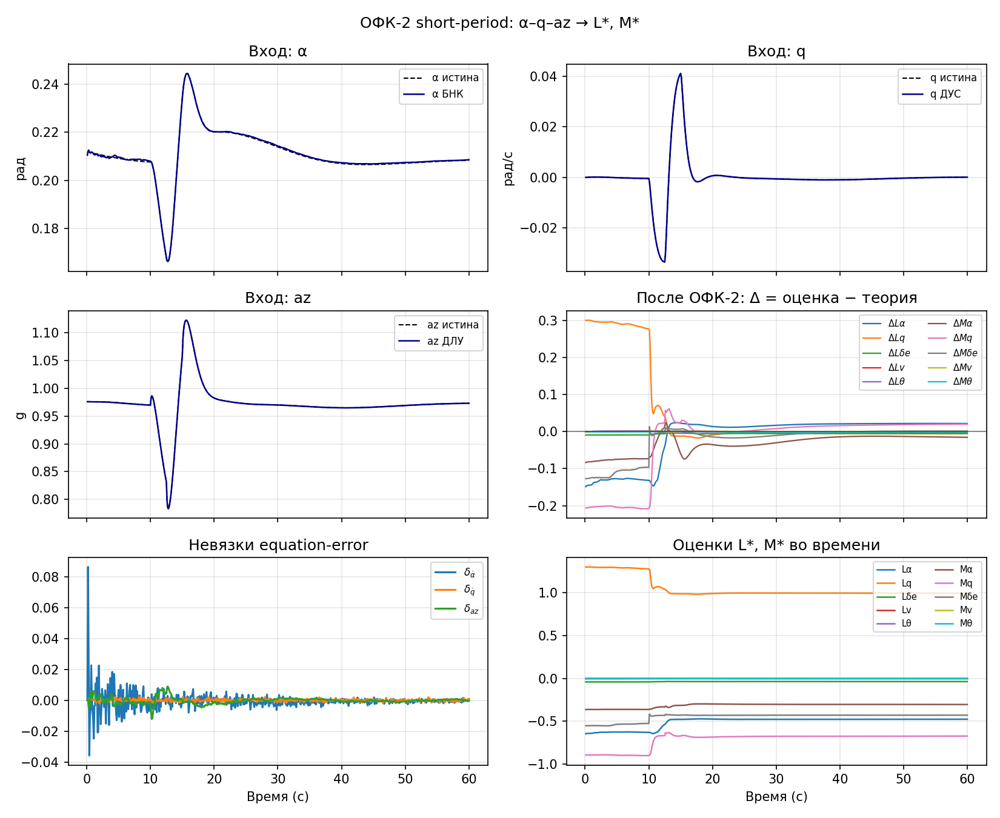 ОФК-2 short-period: α–q–az → L*, M*
Вход: α
рад
0.24
0.22
0.20
0.18
α истина
α БНК
Вход: q
рад/с
0.04
0.02
0.00
−0.02
q истина
q ДУС
Вход: az
g
1.10
1.05
1.00
0.95
0.90
0.85
0.80
az истина
az ДЛУ
После ОФК-2: Δ = оценка − теория
0.3
0.2
0.1
0.0
−0.1
−0.2
ΔLα
ΔLq
ΔLδe
ΔLv
ΔLθ
ΔMα
ΔMq
ΔMδe
ΔMv
ΔMθ
Невязки equation-error
0.08
0.06
0.04
0.02
0.00
−0.02
−0.04
δα̇
δq̇
δaz
0 10 20 30 40 50 60
Время (с)
Оценки L*, M* во времени
1.0
0.5
0.0
−0.5
−1.0
Lα
Lq
Lδe
Lv
Lθ
Mα
Mq
Mδe
Mv
Mθ
0 10 20 30 40 50 60
Время (с)